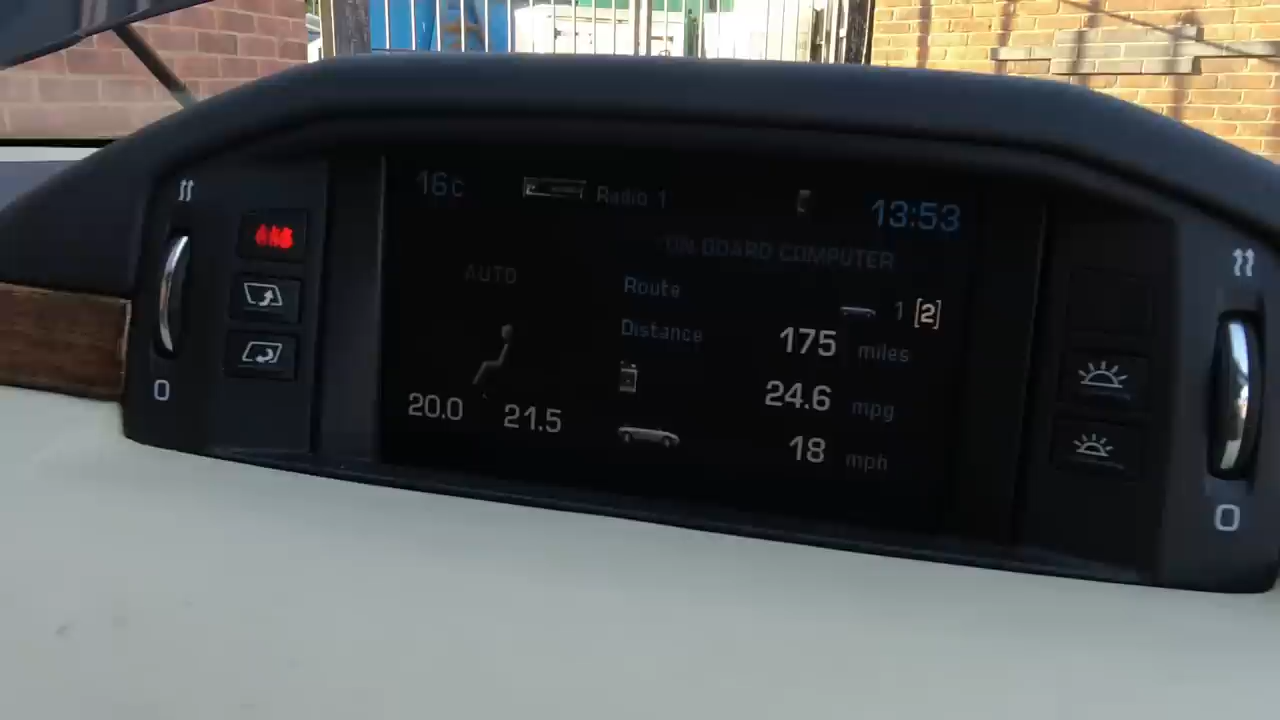 16c Radio 1 13:53
ON BOARD COMPUTER
AUTO
Route 1 [2]
Distance 175 miles
24.6 mpg
20.0 21.5
18 mph
0
0